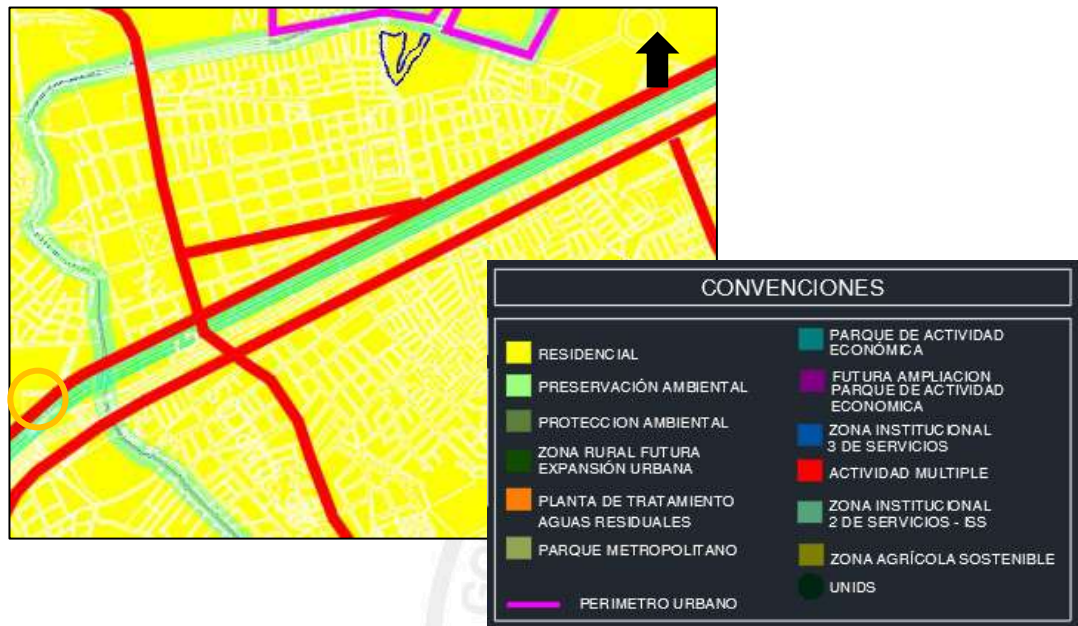 AV
CONVENCIONES
RESIDENCIAL
PRESERVACIÓN AMBIENTAL
PROTECCION AMBIENTAL
ZONA RURAL FUTURA
EXPANSIÓN URBANA
PLANTA DE TRATAMIENTO
AGUAS RESIDUALES
PARQUE METROPOLITANO
PERIMETRO URBANO
PARQUE DE ACTIVIDAD
ECONÓMICA
FUTURA AMPLIACION
PARQUE DE ACTIVIDAD
ECONOMICA
ZONA INSTITUCIONAL
3 DE SERVICIOS
ACTIVIDAD MULTIPLE
ZONA INSTITUCIONAL
2 DE SERVICIOS - ISS
ZONA AGRÍCOLA SOSTENIBLE
UNIDS